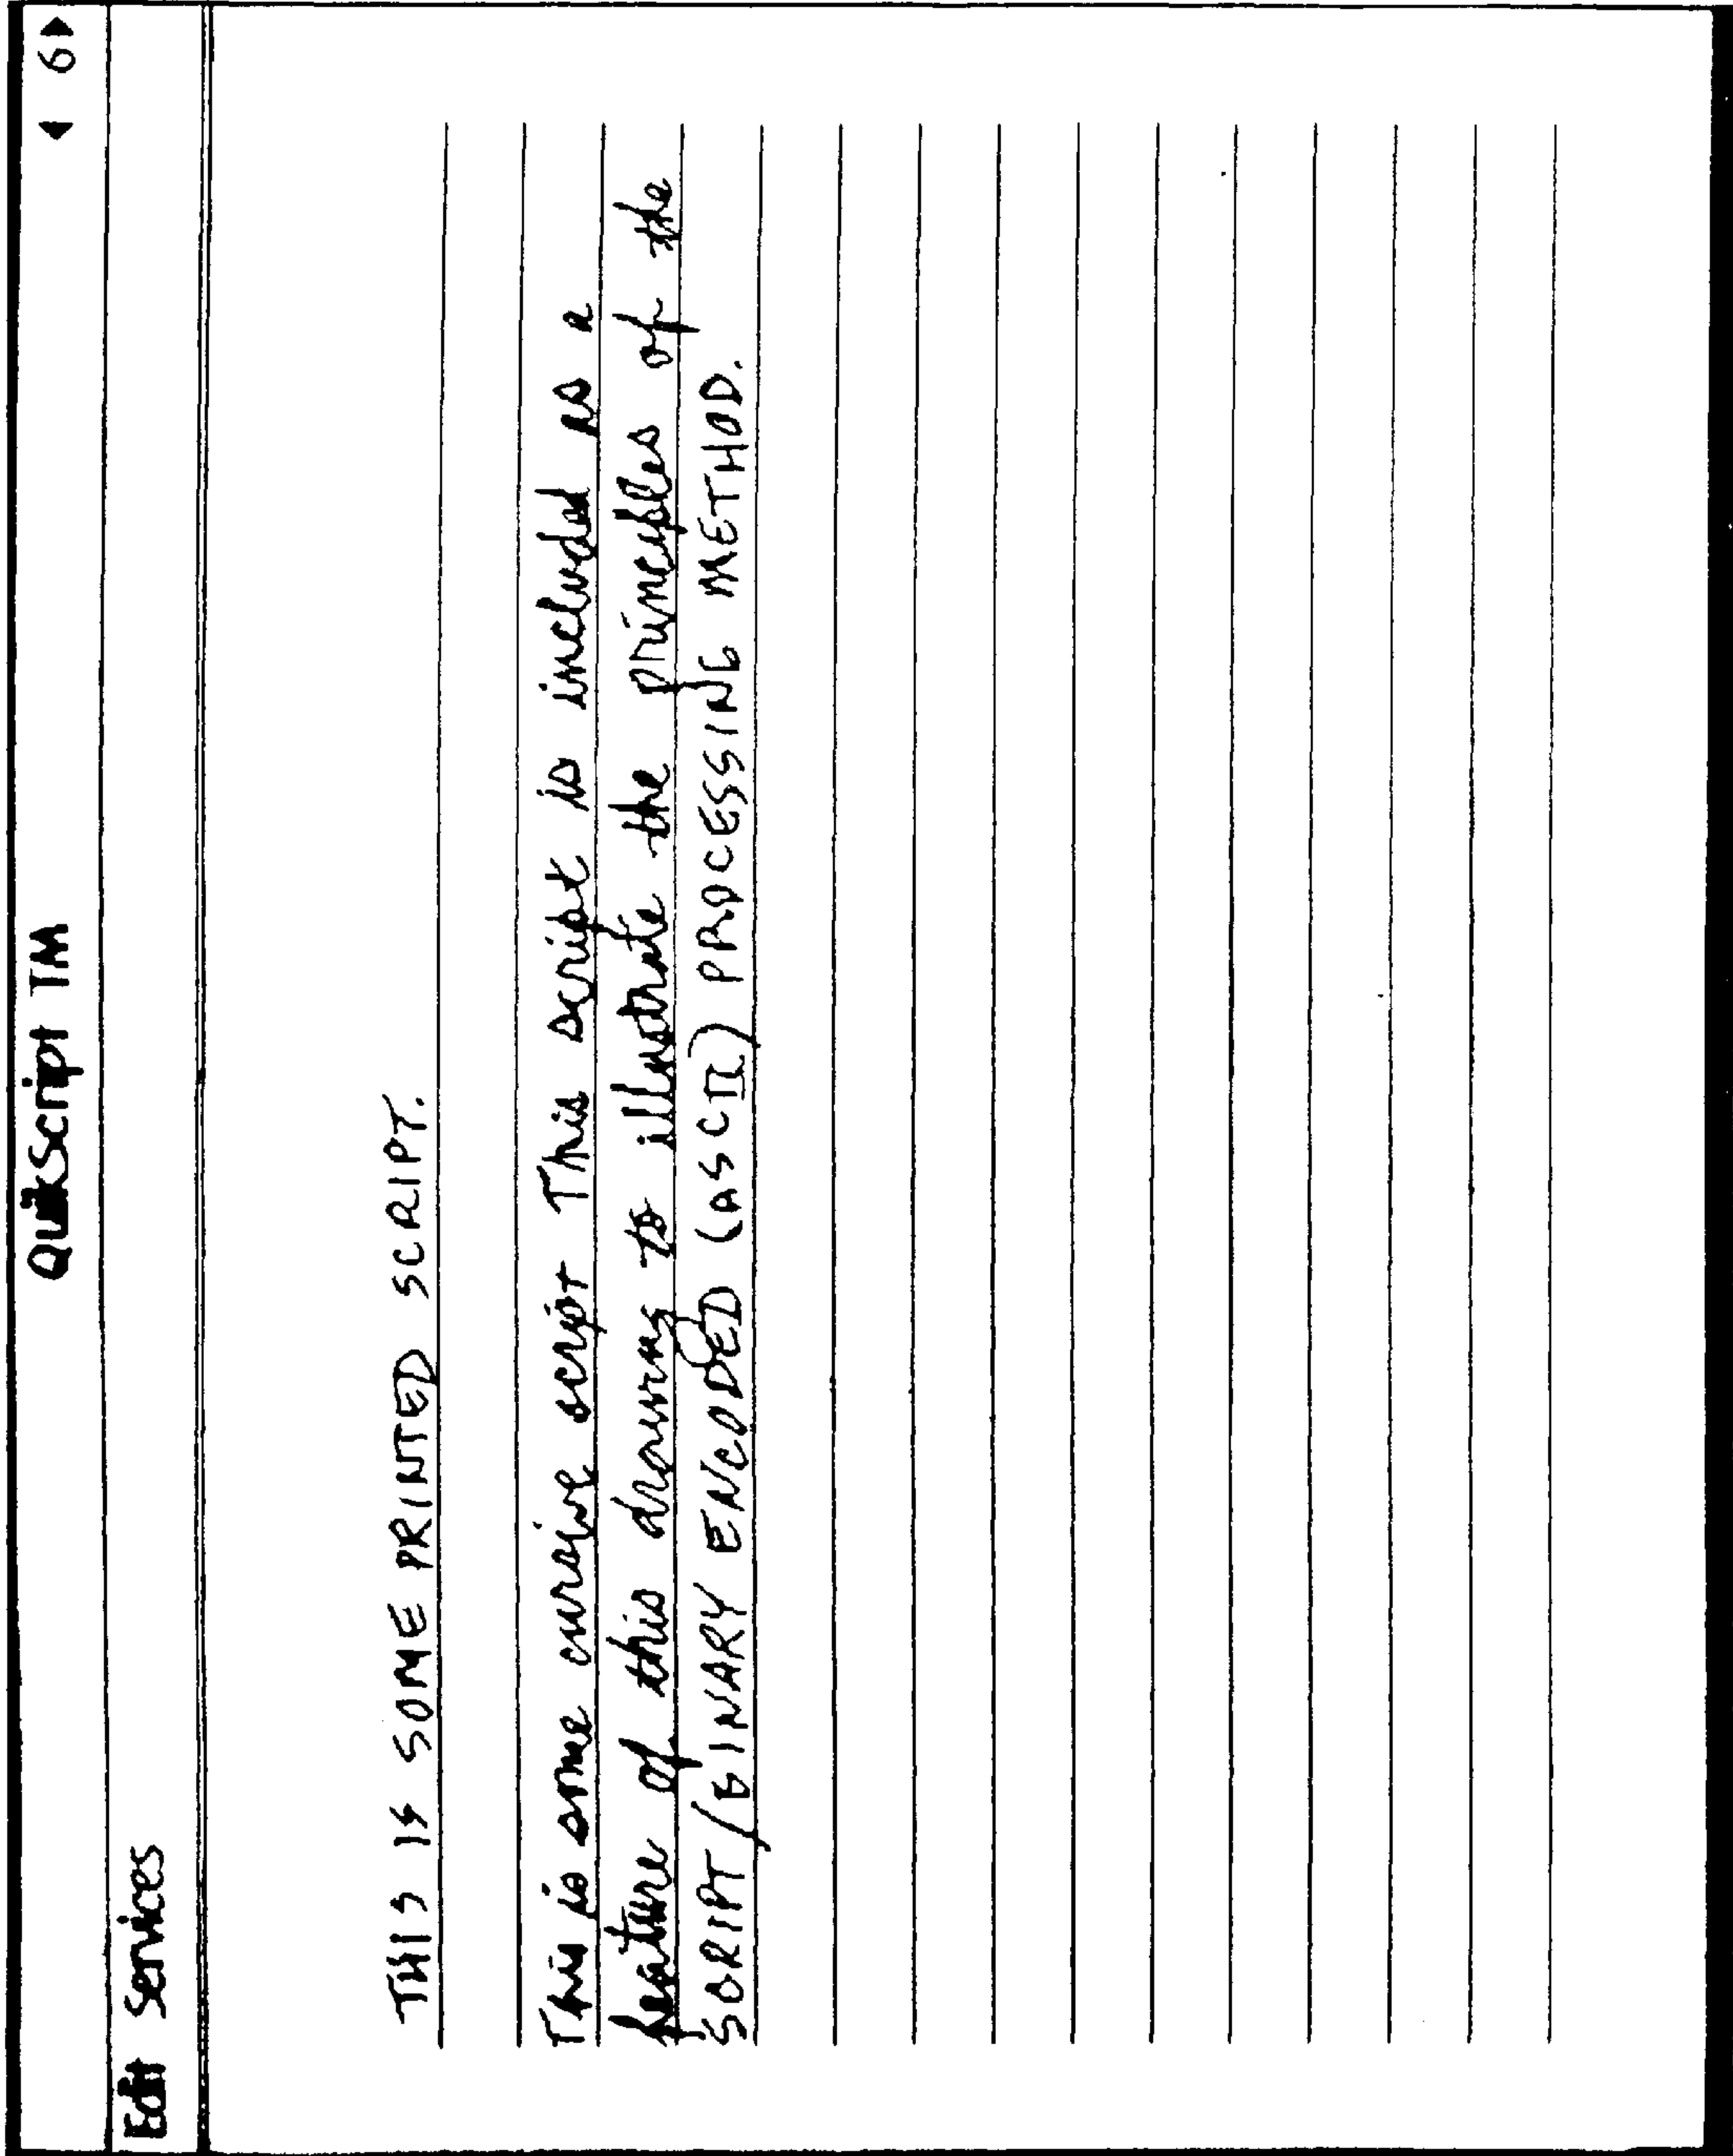 QuikScript TM ◀ 6 ▶
Edit Services
THIS IS SOME PRINTED SCRIPT.
This is some cursive script This script is included as a
feature of this drawing to illustrate the principles of the
SCRIPT/BINARY ENCODED (ASCII) PROCESSING METHOD.